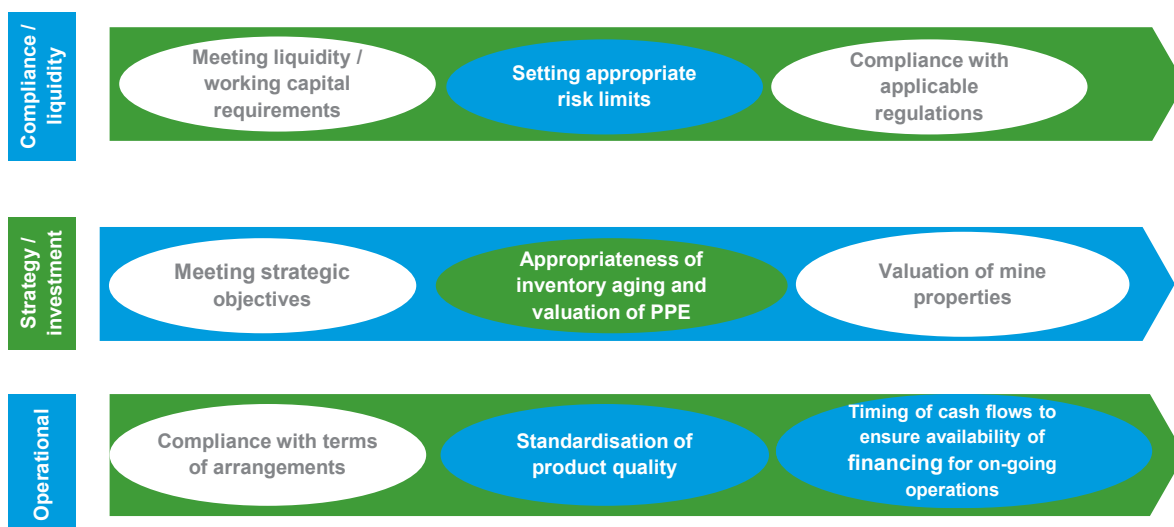 Compliance /
liquidity
Meeting liquidity /
working capital
requirements
Setting appropriate
risk limits
Compliance with
applicable
regulations
Strategy /
investment
Meeting strategic
objectives
Appropriateness of
inventory aging and
valuation of PPE
Valuation of mine
properties
Operational
Compliance with terms
of arrangements
Standardisation of
product quality
Timing of cash flows to
ensure availability of
financing for on-going
operations